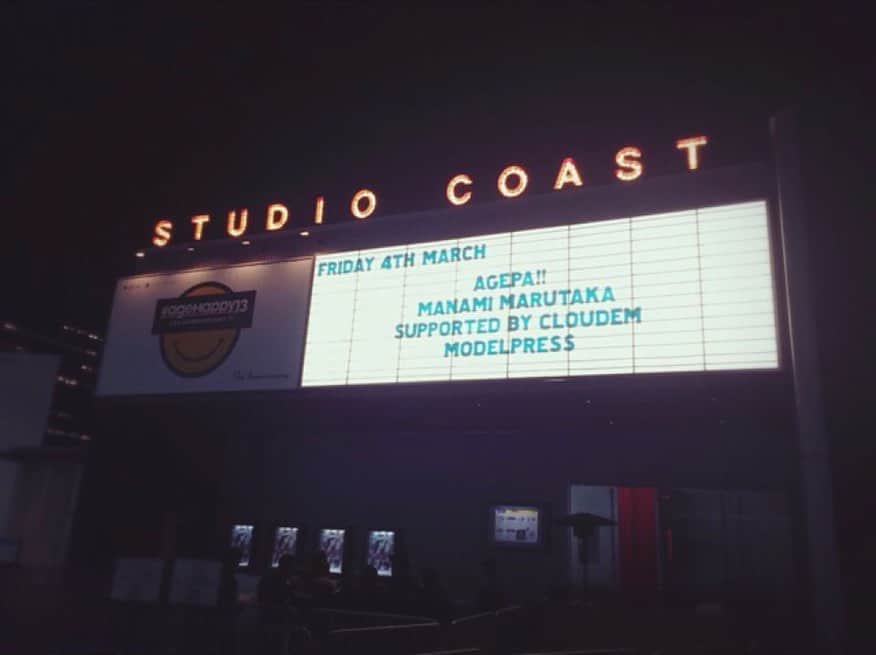 STUDIO COAST
FRIDAY 4TH MARCH
AGEPA!!
MANAMI MARUTAKA
SUPPORTED BY CLOUDEM
MODELPRESS
#ageHappy13